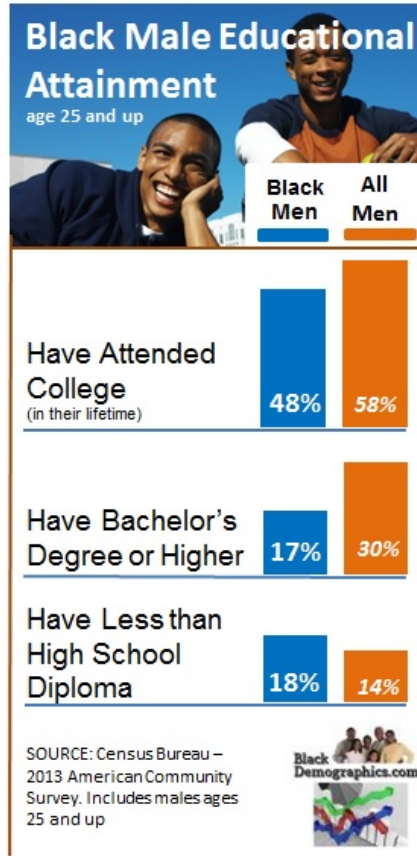 Black Male Educational
Attainment
age 25 and up
Black
Men
All
Men
Have Attended
College
(in their lifetime)
48%
58%
Have Bachelor's
Degree or Higher
17%
30%
Have Less than
High School
Diploma
18%
14%
SOURCE: Census Bureau –
2013 American Community
Survey. Includes males ages
25 and up
Black
Demographics.com